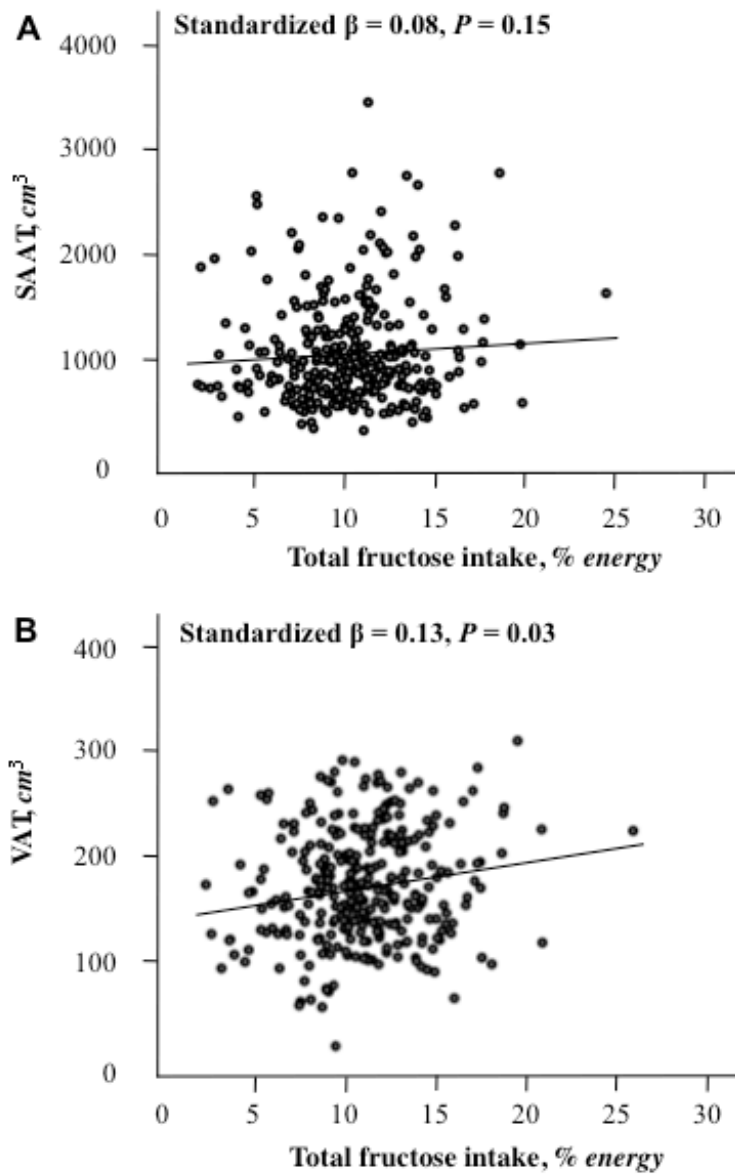 A
Standardized β = 0.08, P = 0.15
4000
3000
2000
1000
0
SAAT, cm³
0 5 10 15 20 25 30
Total fructose intake, % energy
B
Standardized β = 0.13, P = 0.03
400
300
200
100
0
VAT, cm³
0 5 10 15 20 25 30
Total fructose intake, % energy